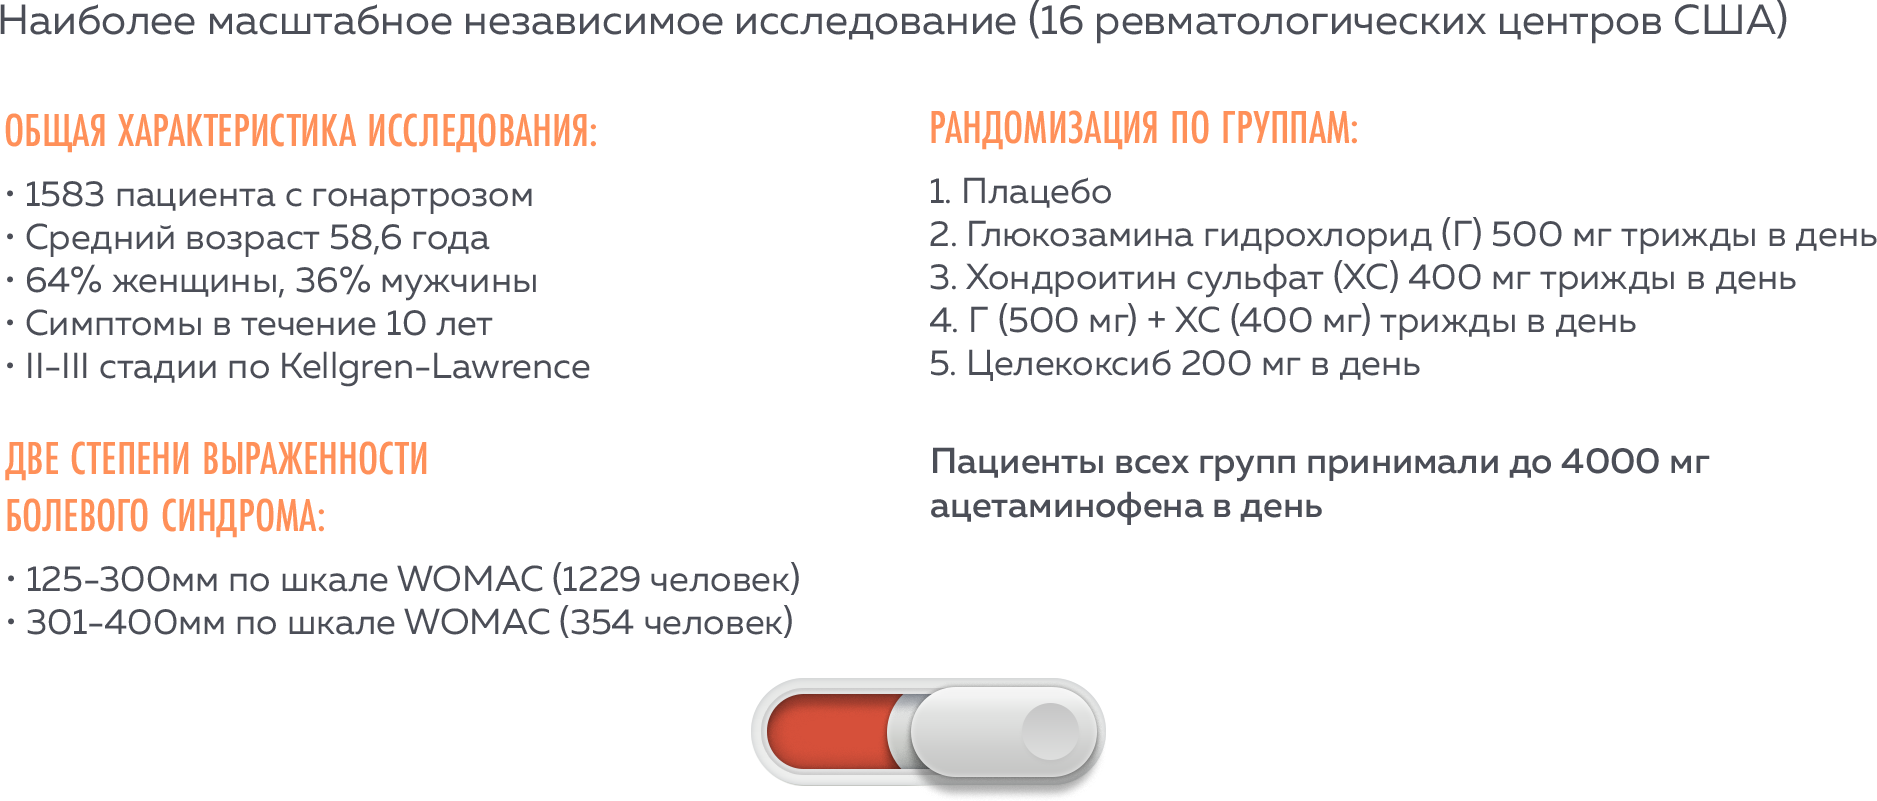 Наиболее масштабное независимое исследование (16 ревматологических центров США)
ОБЩАЯ ХАРАКТЕРИСТИКА ИССЛЕДОВАНИЯ:
• 1583 пациента с гонартрозом
• Средний возраст 58,6 года
• 64% женщины, 36% мужчины
• Симптомы в течение 10 лет
• II-III стадии по Kellgren-Lawrence
ДВЕ СТЕПЕНИ ВЫРАЖЕННОСТИ
БОЛЕВОГО СИНДРОМА:
• 125-300мм по шкале WOMAC (1229 человек)
• 301-400мм по шкале WOMAC (354 человек)
РАНДОМИЗАЦИЯ ПО ГРУППАМ:
1. Плацебо
2. Глюкозамина гидрохлорид (Г) 500 мг трижды в день
3. Хондроитин сульфат (ХС) 400 мг трижды в день
4. Г (500 мг) + ХС (400 мг) трижды в день
5. Целекоксиб 200 мг в день
Пациенты всех групп принимали до 4000 мг
ацетаминофена в день